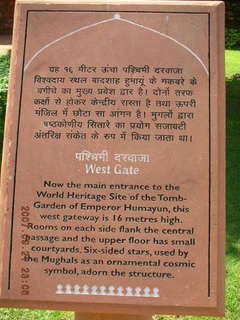 यह १६ मीटर ऊंचा पश्चिमी दरवाजा
विश्वदाय स्थल बादशाह हुमायूं के मकबरे के
बगीचे का मुख्य प्रवेश द्वार है। दोनों तरफ
कक्षों से होकर केन्द्रीय रास्ता है तथा ऊपरी
मंजिल में छोटा सा आंगन है। मुगलों द्वारा
षष्टकोणीय सितारे का प्रयोग सजावटी
अंतरिक्ष संकेत के रुप में किया जाता था।
पश्चिमी दरवाजा
West Gate
Now the main entrance to the
World Heritage Site of the Tomb-
Garden of Emperor Humayun, this
west gateway is 16 metres high.
Rooms on each side flank the central
passage and the upper floor has small
courtyards. Six-sided stars, used by
the Mughals as an ornamental cosmic
symbol, adorn the structure.